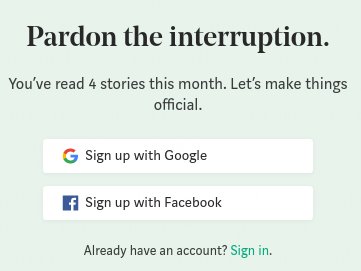 Pardon the interruption.
You’ve read 4 stories this month. Let’s make things
official.
Sign up with Google
Sign up with Facebook
Already have an account? Sign in.